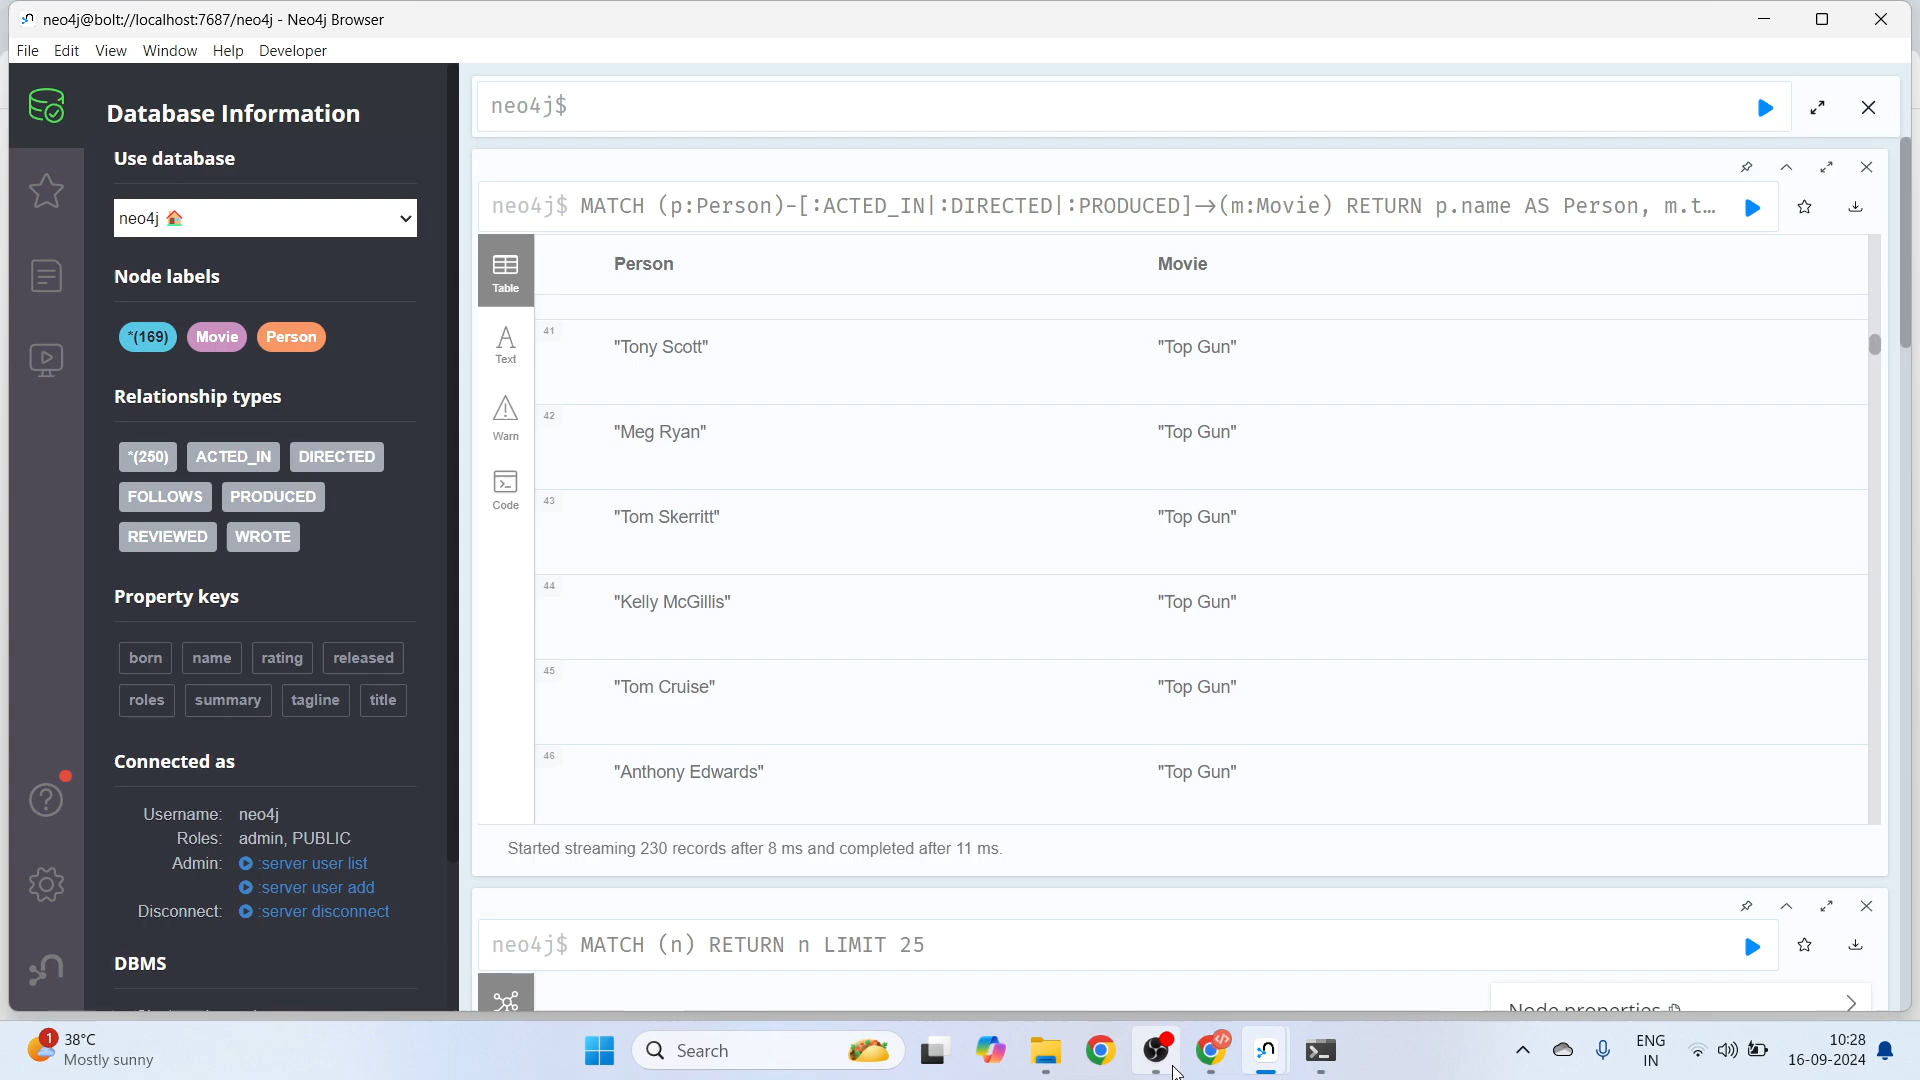 neo4j@bolt://localhost:7687/neo4j - Neo4j Browser
File Edit View Window Help Developer
Database Information
Use database
neo4j
Node labels
*(169) Movie Person
Relationship types
*(250) ACTED_IN DIRECTED
FOLLOWS PRODUCED
REVIEWED WROTE
Property keys
born name rating released
roles summary tagline title
Connected as
Username: neo4j
Roles: admin, PUBLIC
Admin: :server user list
:server user add
Disconnect: :server disconnect
DBMS
neo4j$
neo4j$ MATCH (p:Person)-[:ACTED_IN|:DIRECTED|:PRODUCED]->(m:Movie) RETURN p.name AS Person, m.t...
Table
Text
Warn
Code
Person Movie
41 "Tony Scott" "Top Gun"
42 "Meg Ryan" "Top Gun"
43 "Tom Skerritt" "Top Gun"
44 "Kelly McGillis" "Top Gun"
45 "Tom Cruise" "Top Gun"
46 "Anthony Edwards" "Top Gun"
Started streaming 230 records after 8 ms and completed after 11 ms.
neo4j$ MATCH (n) RETURN n LIMIT 25
Node properties
1 38°C
Mostly sunny
Search
ENG
IN
10:28
16-09-2024